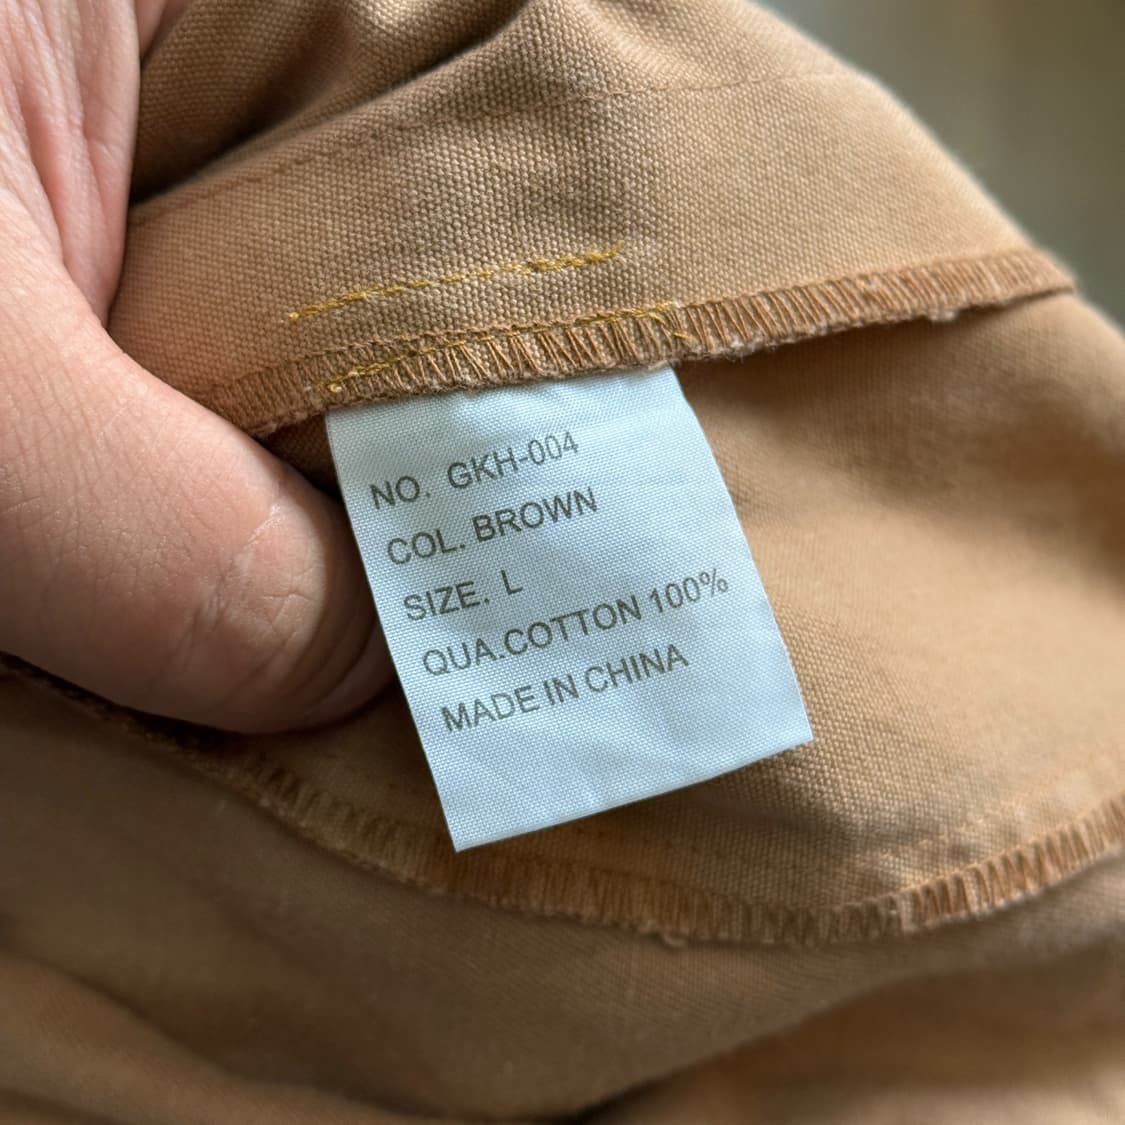 NO. GKH-004
COL. BROWN
SIZE. L
QUA.COTTON 100%
MADE IN CHINA